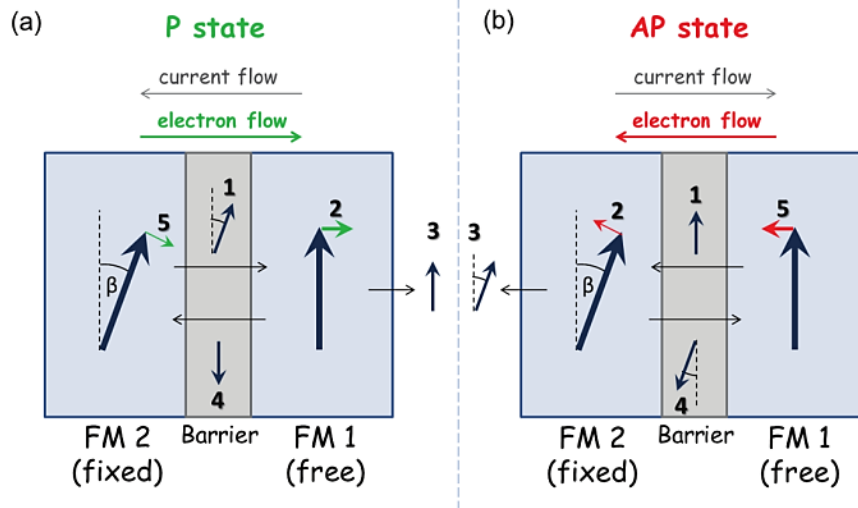 (a)
P state
current flow
electron flow
5
1
2
β
4
3
FM 2
(fixed)
Barrier
FM 1
(free)
(b)
AP state
current flow
electron flow
3
2
1
5
β
4
FM 2
(fixed)
Barrier
FM 1
(free)